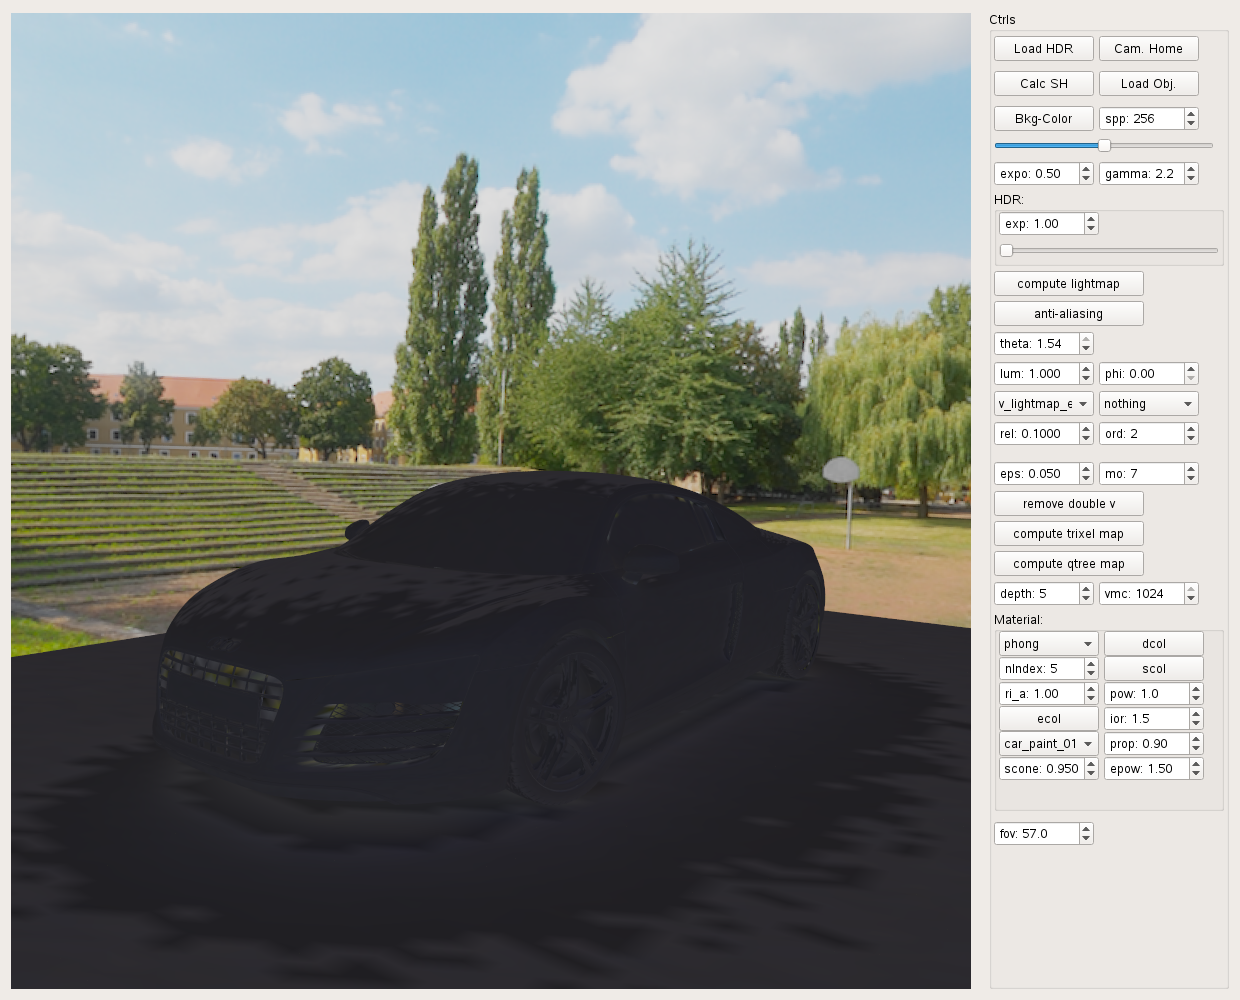 Ctrls
Load HDR Cam. Home
Calc SH Load Obj.
Bkg-Color spp: 256
expo: 0.50 gamma: 2.2
HDR:
exp: 1.00
compute lightmap
anti-aliasing
theta: 1.54
lum: 1.000 phi: 0.00
v_lightmap_e nothing
rel: 0.1000 ord: 2
eps: 0.050 mo: 7
remove double v
compute trixel map
compute qtree map
depth: 5 vmc: 1024
Material:
phong dcol
nIndex: 5 scol
ri_a: 1.00 pow: 1.0
ecol ior: 1.5
car_paint_01 prop: 0.90
scone: 0.950 epow: 1.50
fov: 57.0